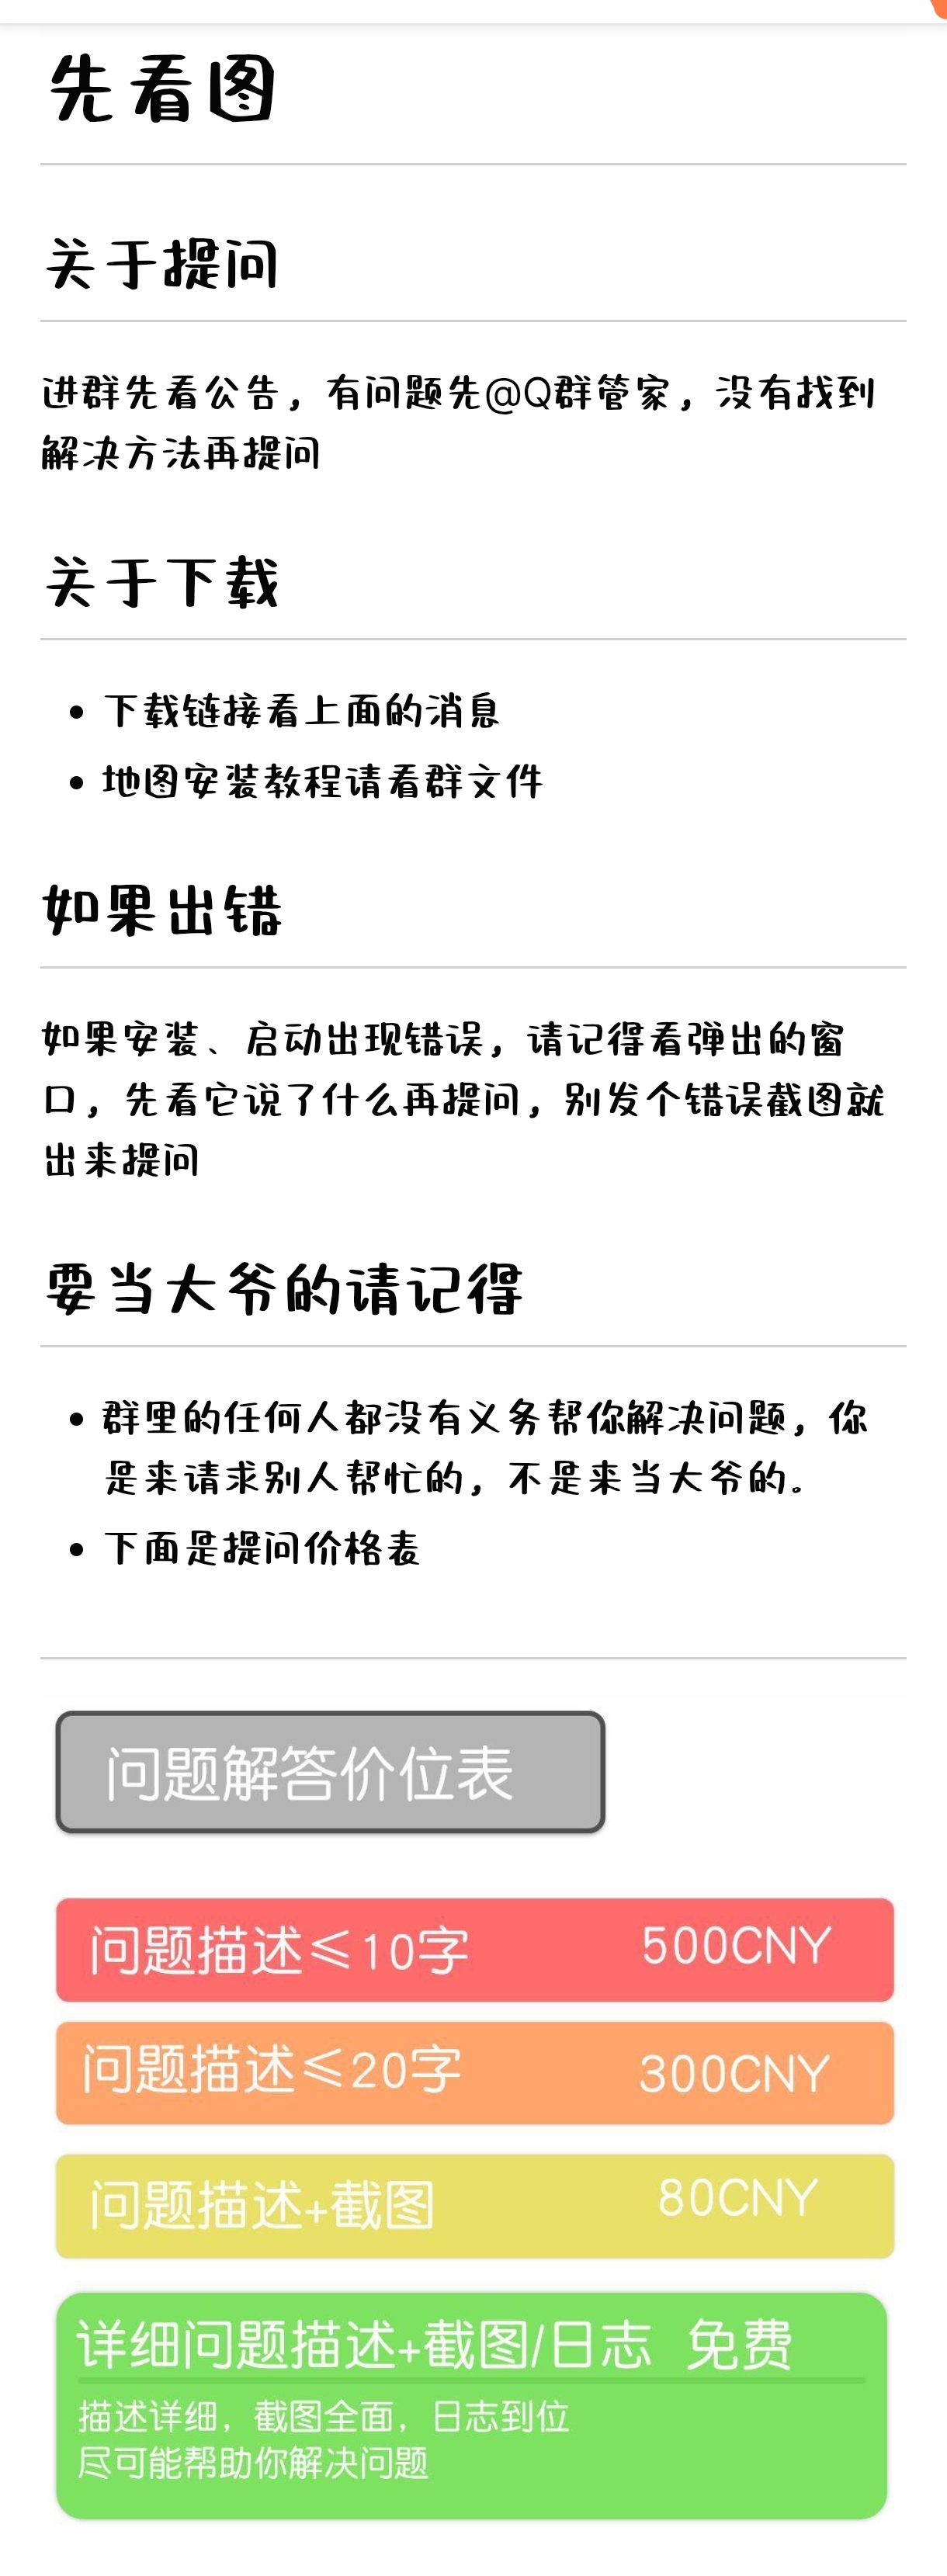 先看图
关于提问
进群先看公告，有问题先@Q群管家，没有找到
解决方法再提问
关于下载
下载链接看上面的消息
地图安装教程请看群文件
如果出错
如果安装、启动出现错误，请记得看弹出的窗
口，先看它说了什么再提问，别发个错误截图就
出来提问
要当大爷的请记得
群里的任何人都没有义务帮你解决问题，你
是来请求别人帮忙的，不是来当大爷的。
下面是提问价格表
问题解答价位表
问题描述≤10字 500CNY
问题描述≤20字 300CNY
问题描述+截图 80CNY
详细问题描述+截图/日志 免费
描述详细，截图全面，日志到位
尽可能帮助你解决问题